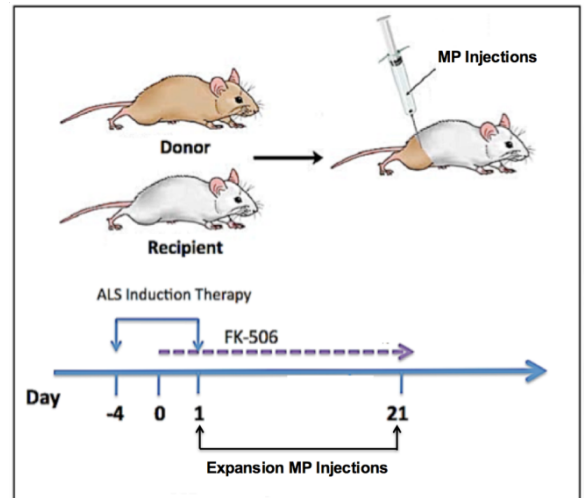 MP Injections
Donor
Recipient
ALS Induction Therapy
FK-506
Day
-4 0 1 21
Expansion MP Injections